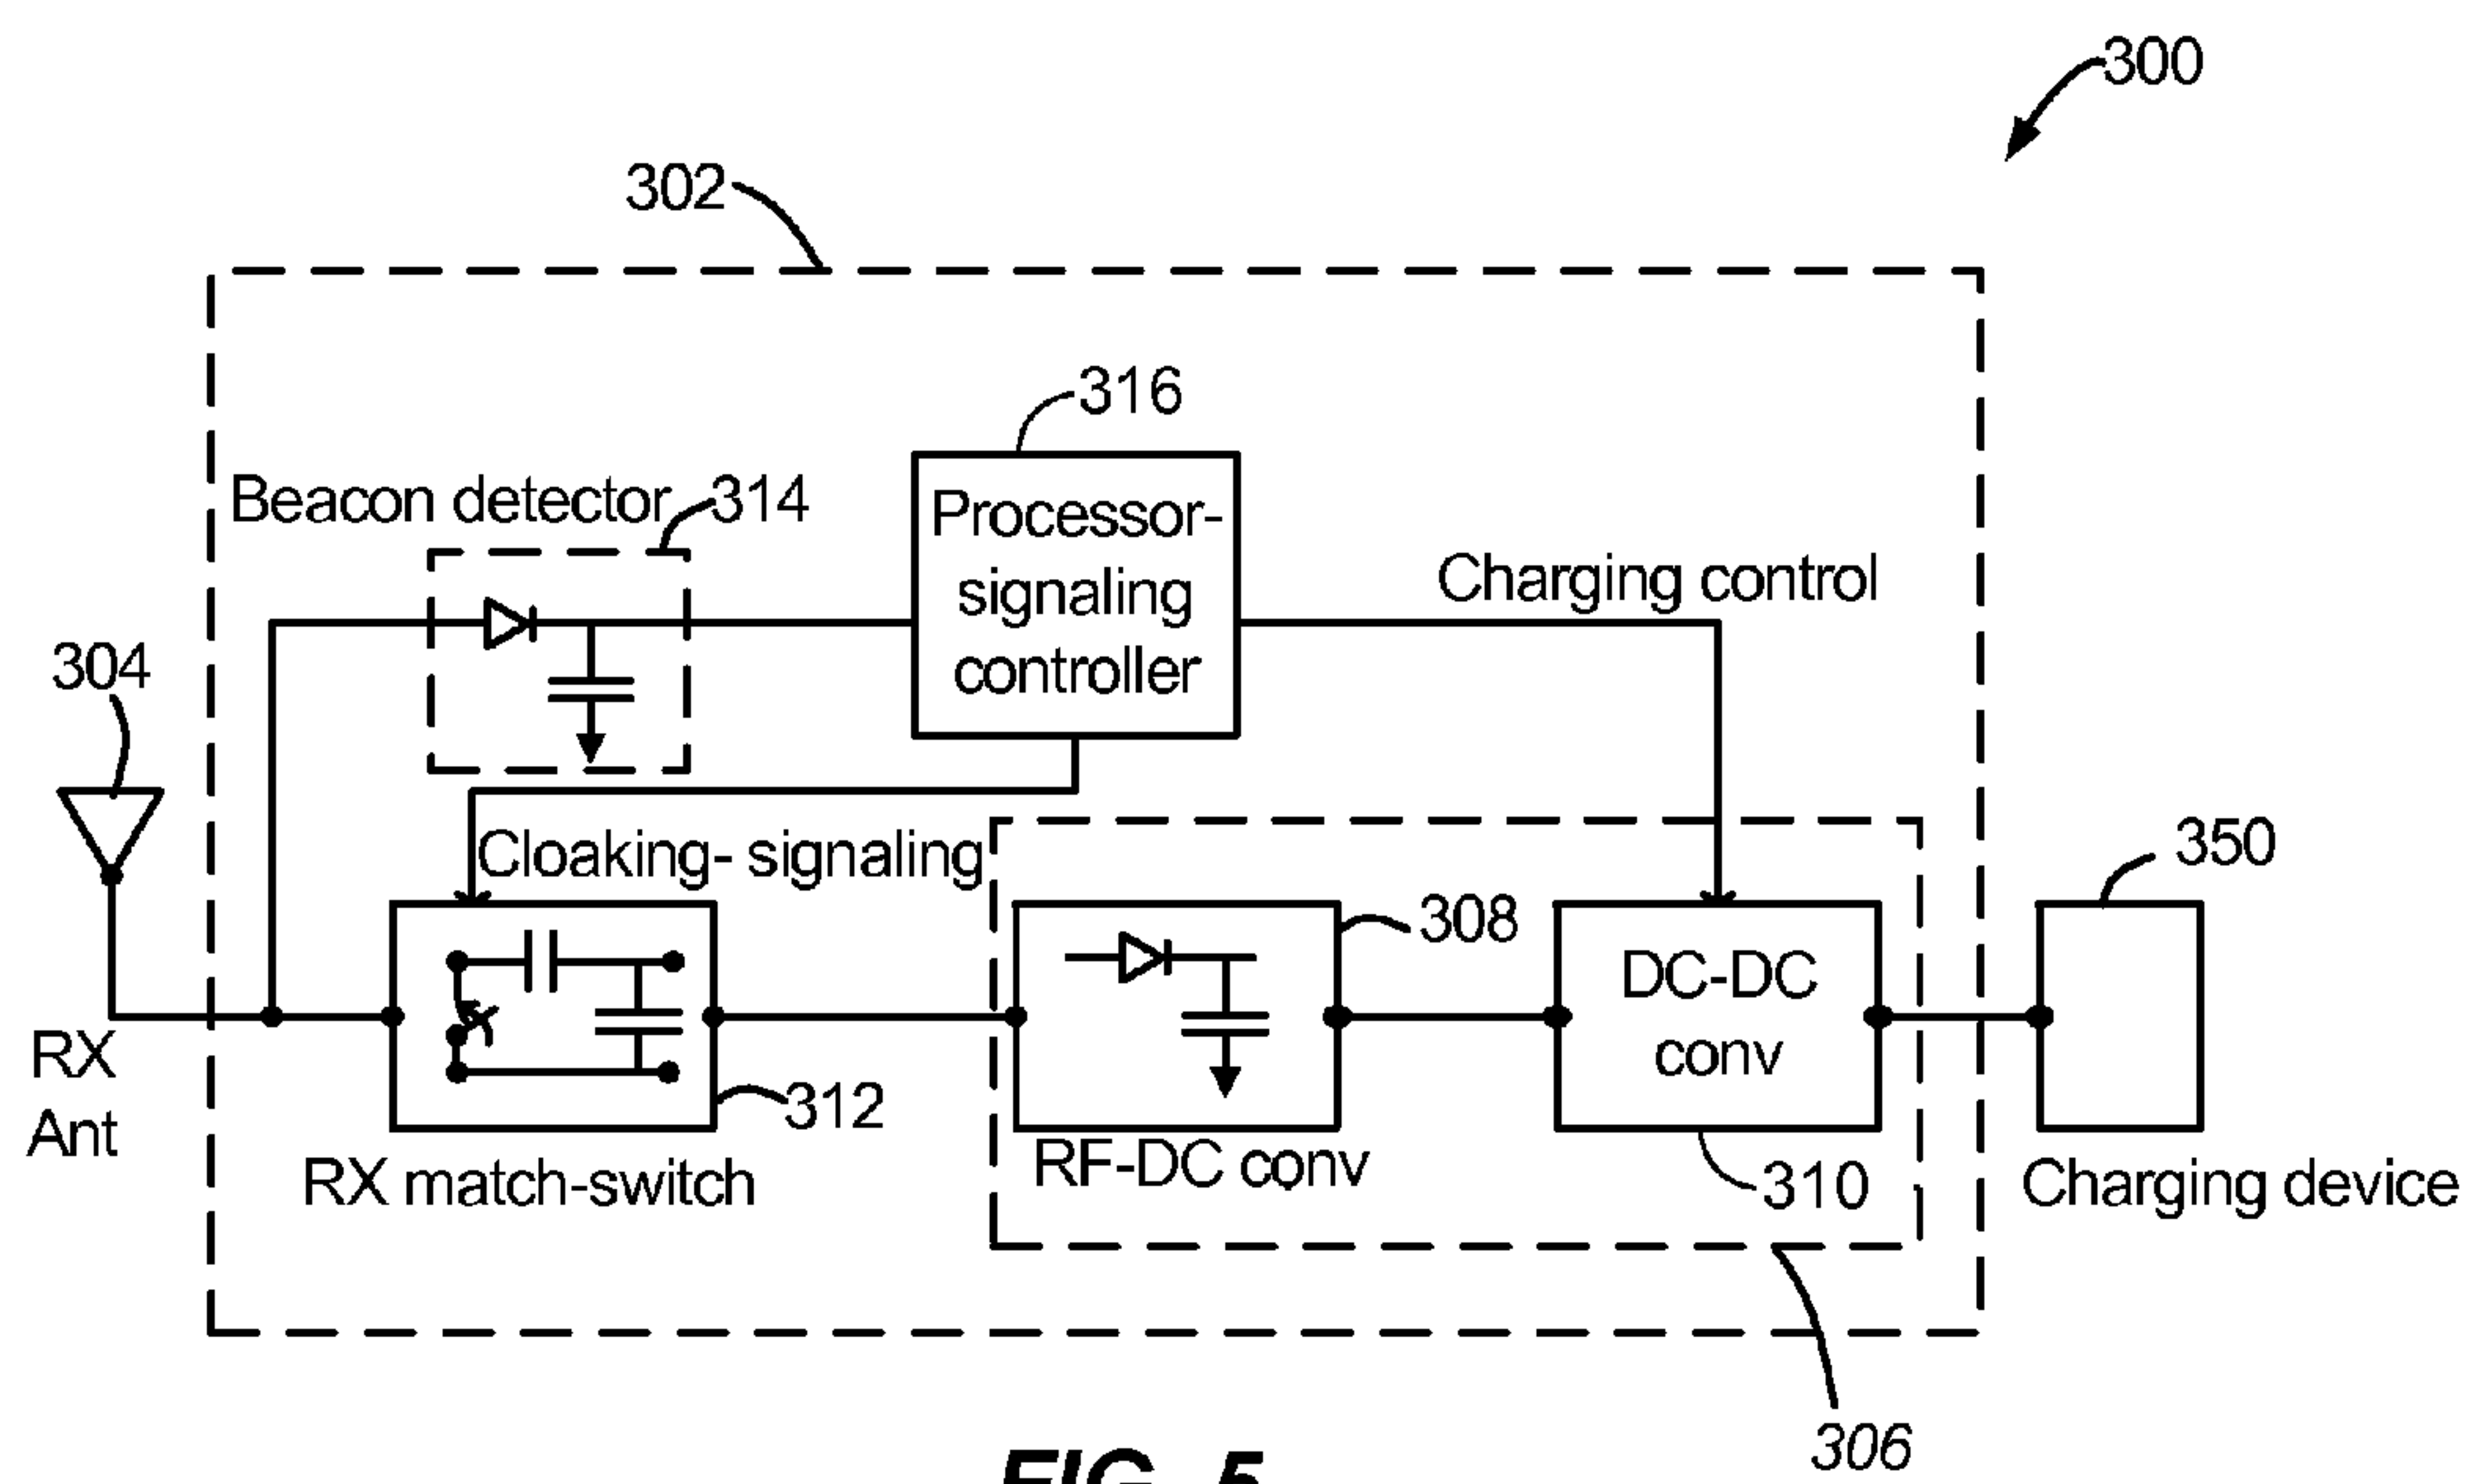 300
302
316
Beacon detector
314
Processor-
signaling
controller
Charging control
304
Cloaking- signaling
350
308
DC-DC
conv
RX
Ant
312
RF-DC conv
RX match-switch
310
Charging device
306
FIG. 5